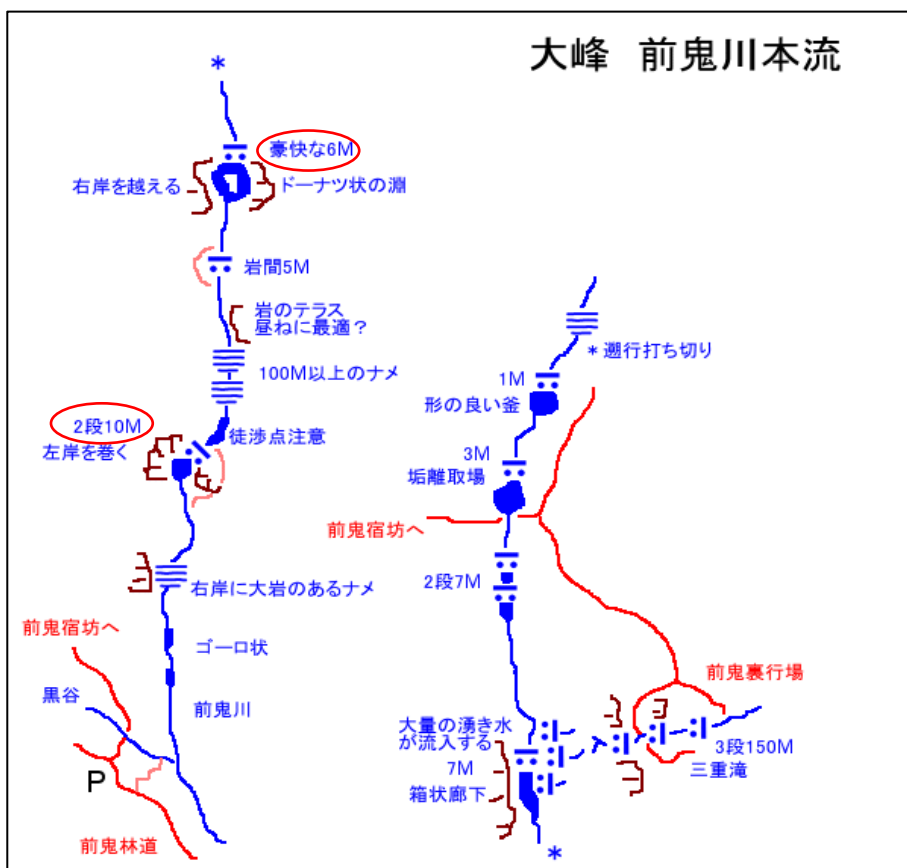 大峰 前鬼川本流
*
豪快な6M
右岸を越える
ドーナツ状の淵
岩間5M
岩のテラス
昼ねに最適？
100M以上のナメ
2段10M
左岸を巻く
徒渉点注意
右岸に大岩のあるナメ
前鬼宿坊へ
ゴーロ状
黒谷
前鬼川
P
前鬼林道
*遡行打ち切り
1M
形の良い釜
3M
垢離取場
前鬼宿坊へ
2段7M
前鬼裏行場
大量の湧き水
が流入する
7M
箱状廊下
3段150M
三重滝
*